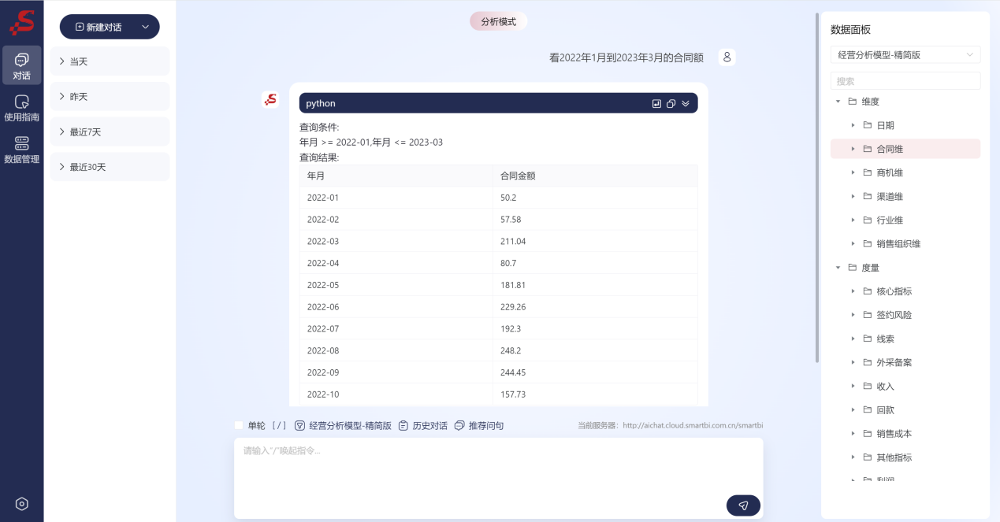 对话
使用指南
数据管理
新建对话
当天
昨天
最近7天
最近30天
分析模式
看2022年1月到2023年3月的合同额
python
查询条件:
年月 >= 2022-01,年月 <= 2023-03
查询结果:
年月 合同金额
2022-01 50.2
2022-02 57.58
2022-03 211.04
2022-04 80.7
2022-05 181.81
2022-06 229.26
2022-07 192.3
2022-08 248.2
2022-09 244.45
2022-10 157.73
单轮 [ / ] 经营分析模型-精简版 历史对话 推荐问句 当前服务器: http://aichat.cloud.smartbi.com.cn/smartbi
请输入“/”唤起指令...
数据面板
经营分析模型-精简版
搜索
维度
日期
合同维
商机维
渠道维
行业维
销售组织维
度量
核心指标
签约风险
线索
外采备案
收入
回款
销售成本
其他指标
利润